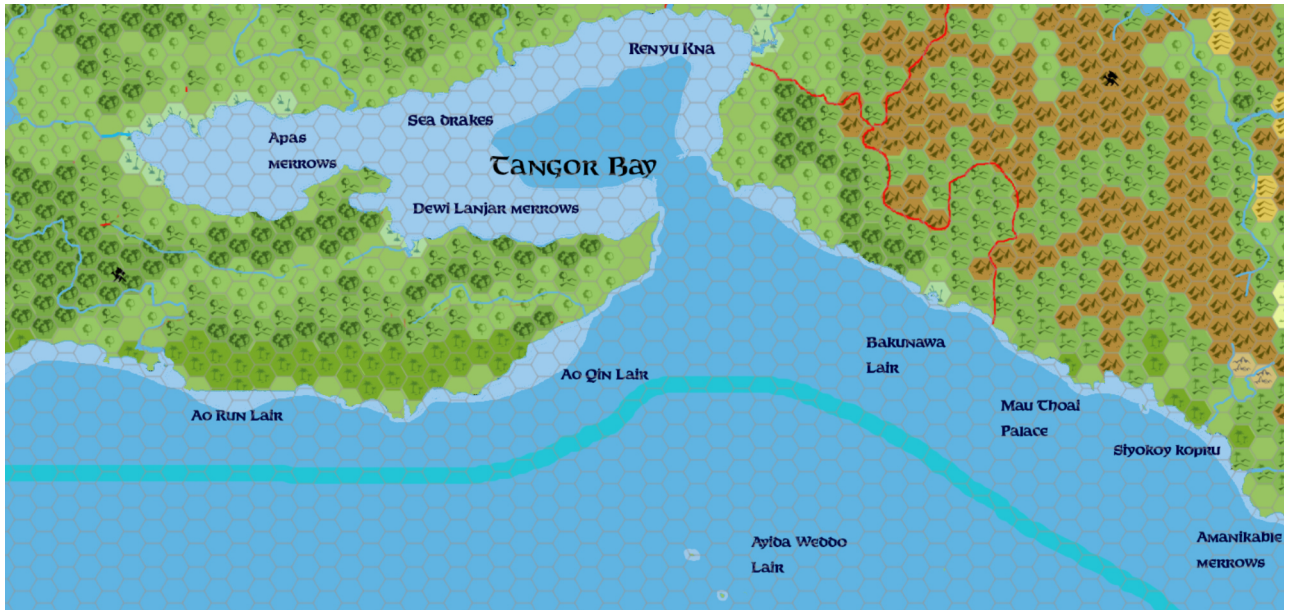 Renyu Kna
Sea drakes
Apas
merrows
Tangor Bay
Dewi Lanjar merrows
Bakunawa
Lair
Ao Qin Lair
Ao Run Lair
Mau Thoai
Palace
Siyokoy kopru
Ayida Weddo
Lair
Amanikable
merrows